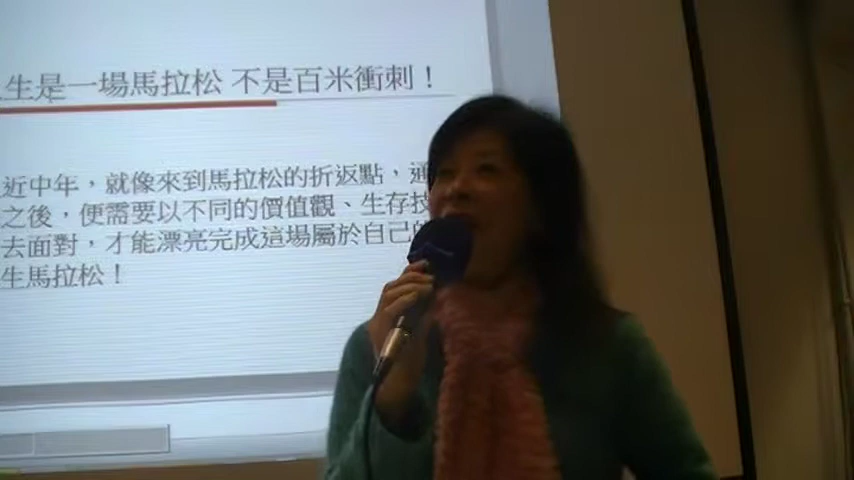 生是一場馬拉松 不是百米衝刺！
近中年，就像來到馬拉松的折返點，通
之後，便需要以不同的價值觀、生存技
去面對，才能漂亮完成這場屬於自己的
生馬拉松！